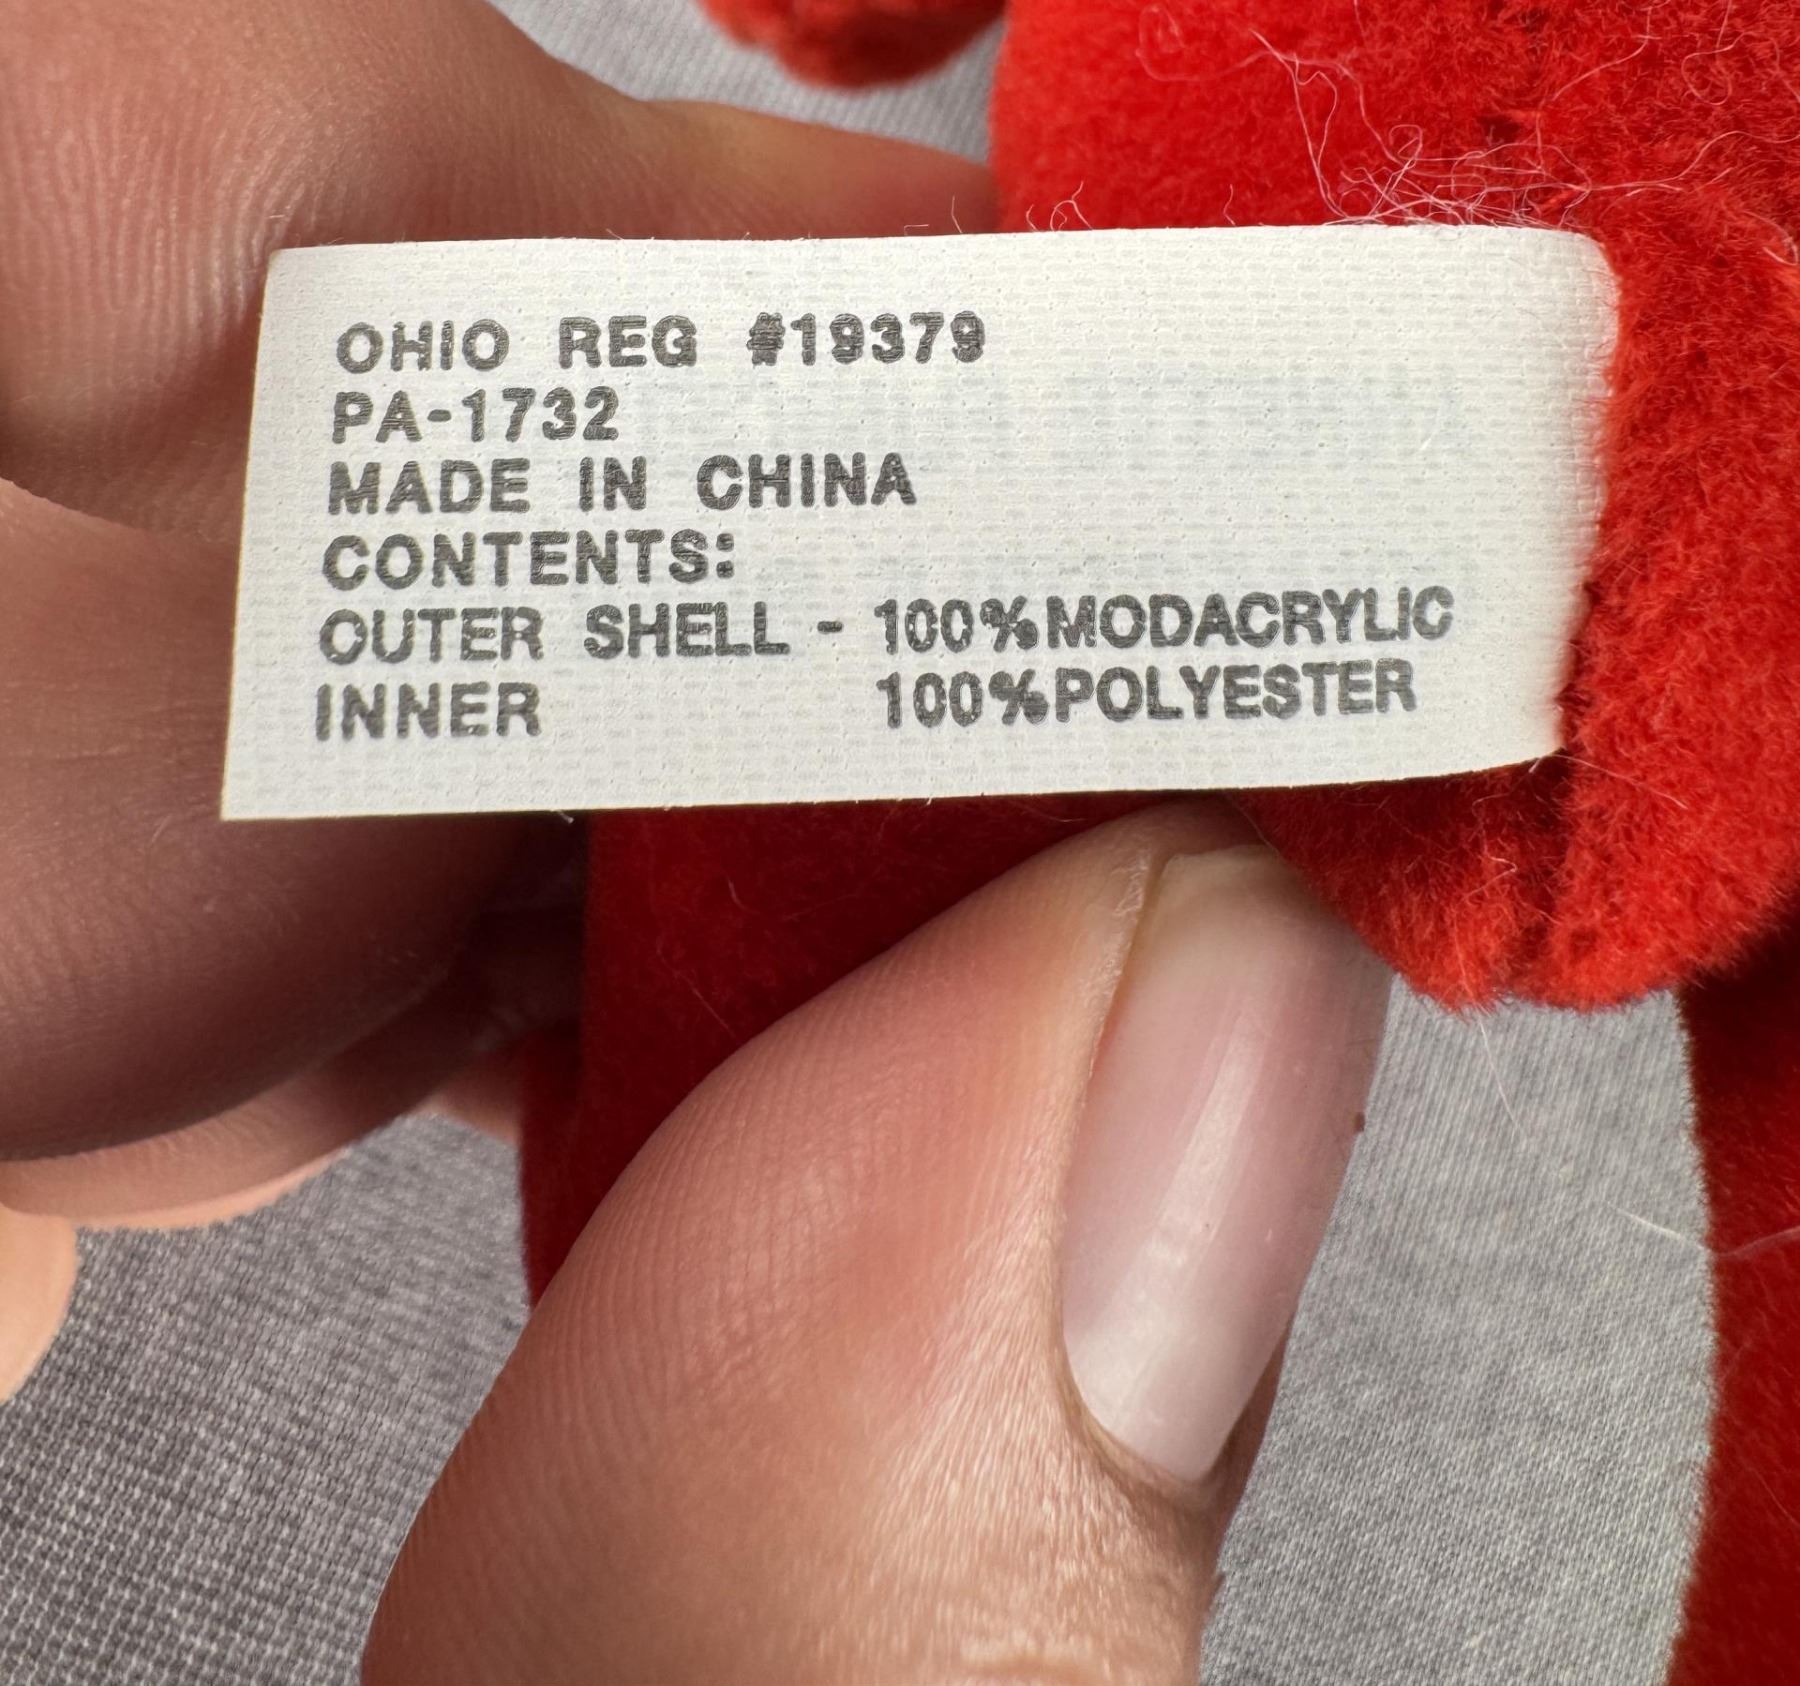 OHIO REG #19379
PA-1732
MADE IN CHINA
CONTENTS:
OUTER SHELL - 100%MODACRYLIC
INNER 100%POLYESTER